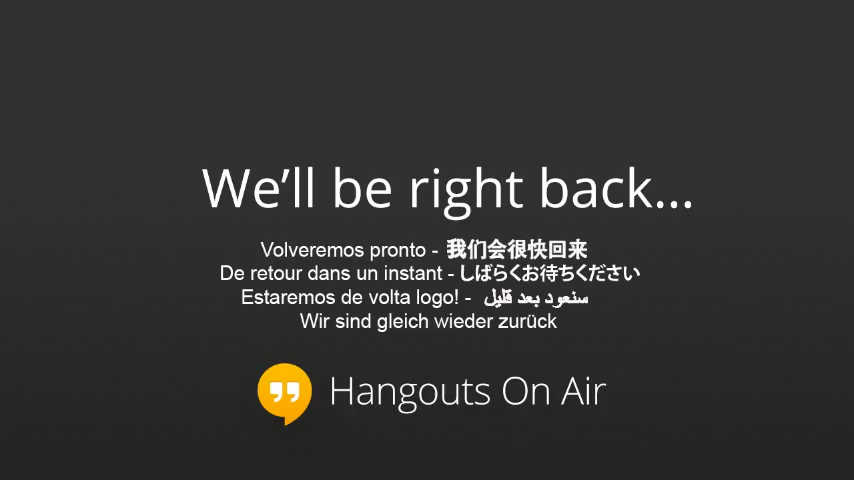 We'll be right back...
Volveremos pronto - 我们会很快回来
De retour dans un instant - しばらくお待ちください
Estaremos de volta logo! - سنعود بعد قليل
Wir sind gleich wieder zurück
Hangouts On Air